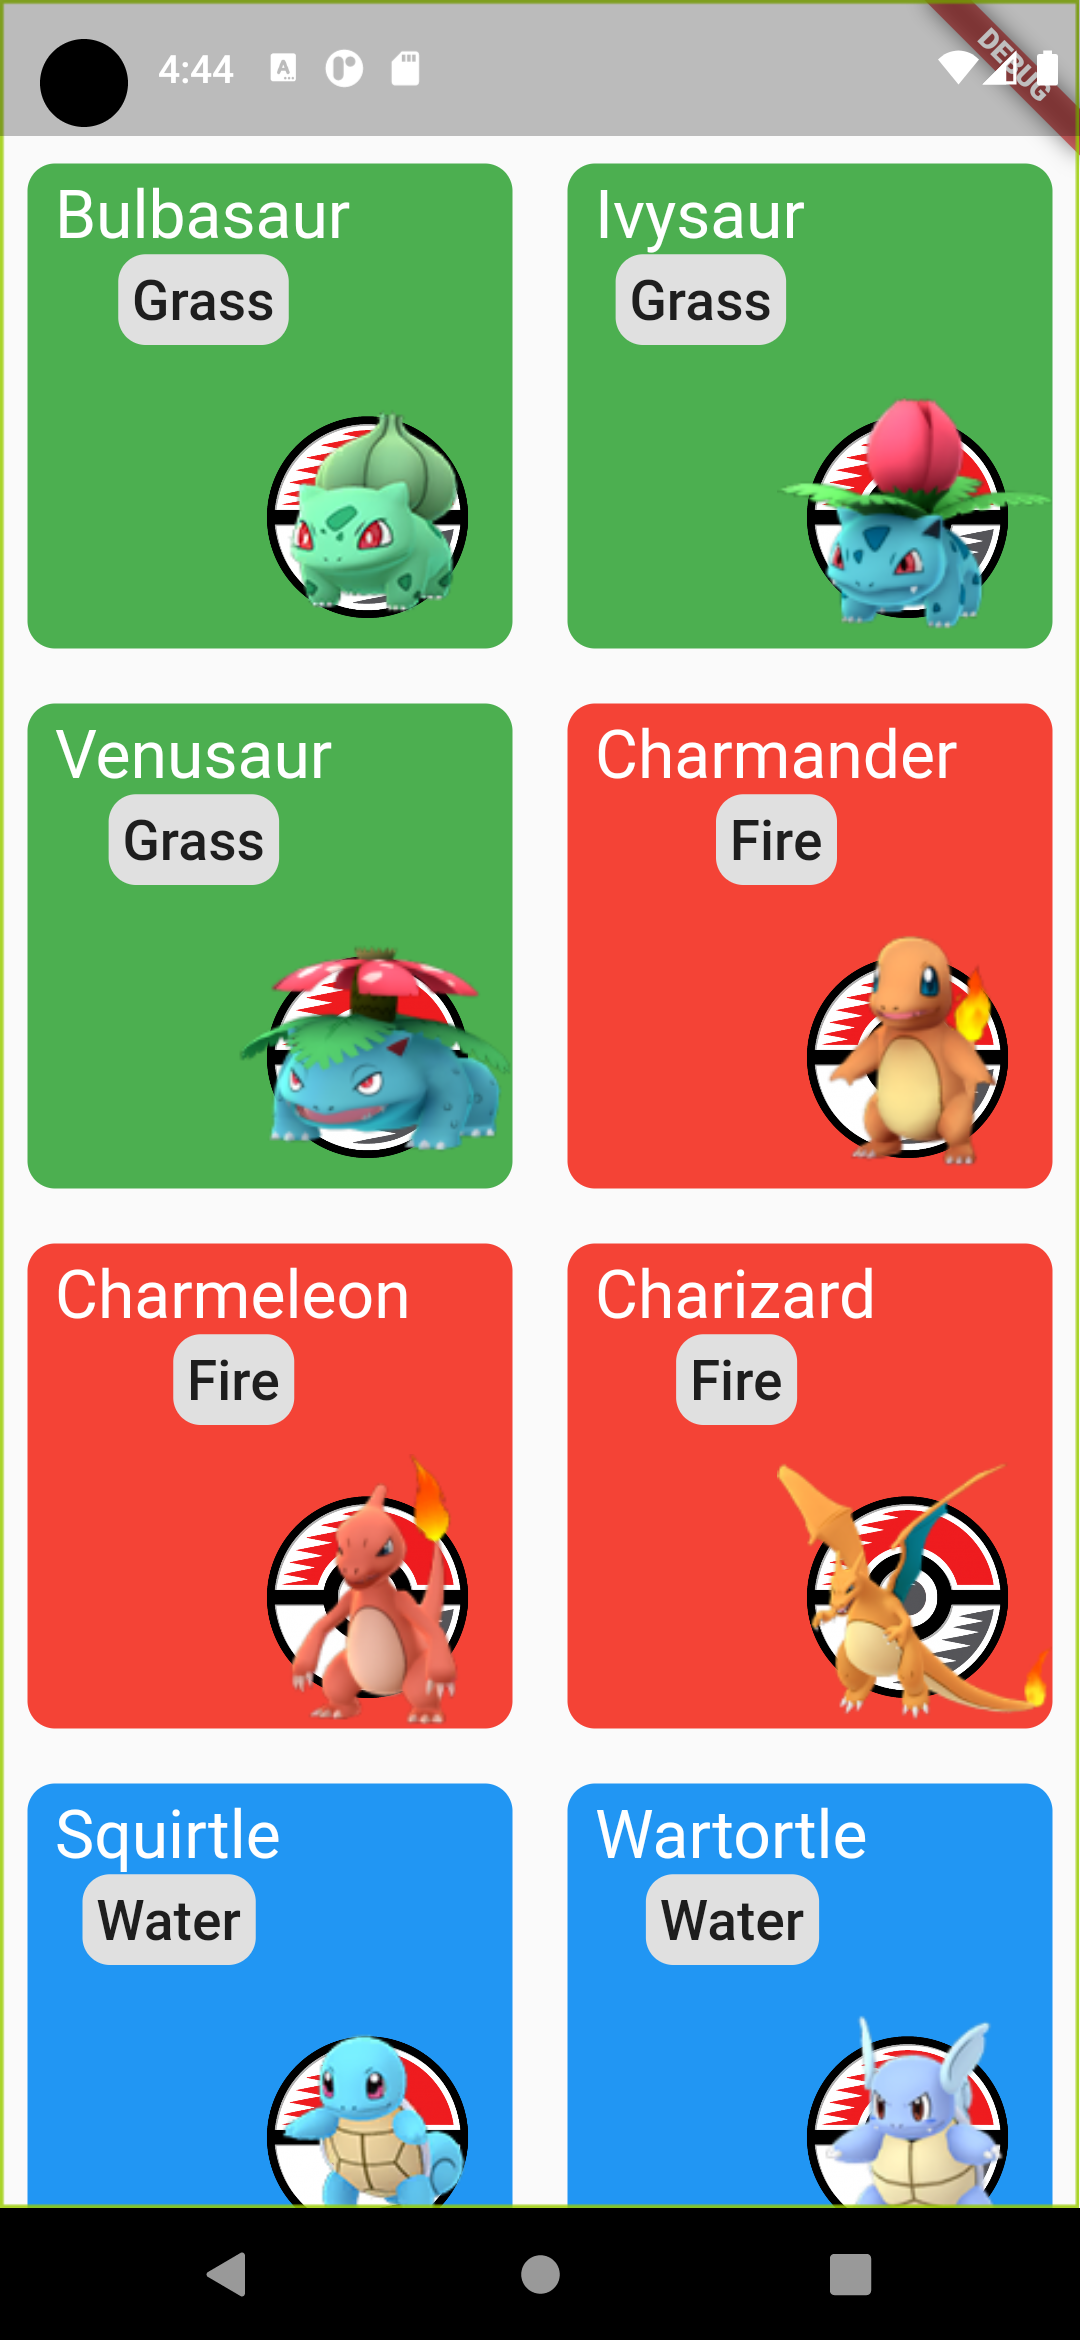 4:44
A
DEBUG
Bulbasaur
Grass
Ivysaur
Grass
Venusaur
Grass
Charmander
Fire
Charmeleon
Fire
Charizard
Fire
Squirtle
Water
Wartortle
Water